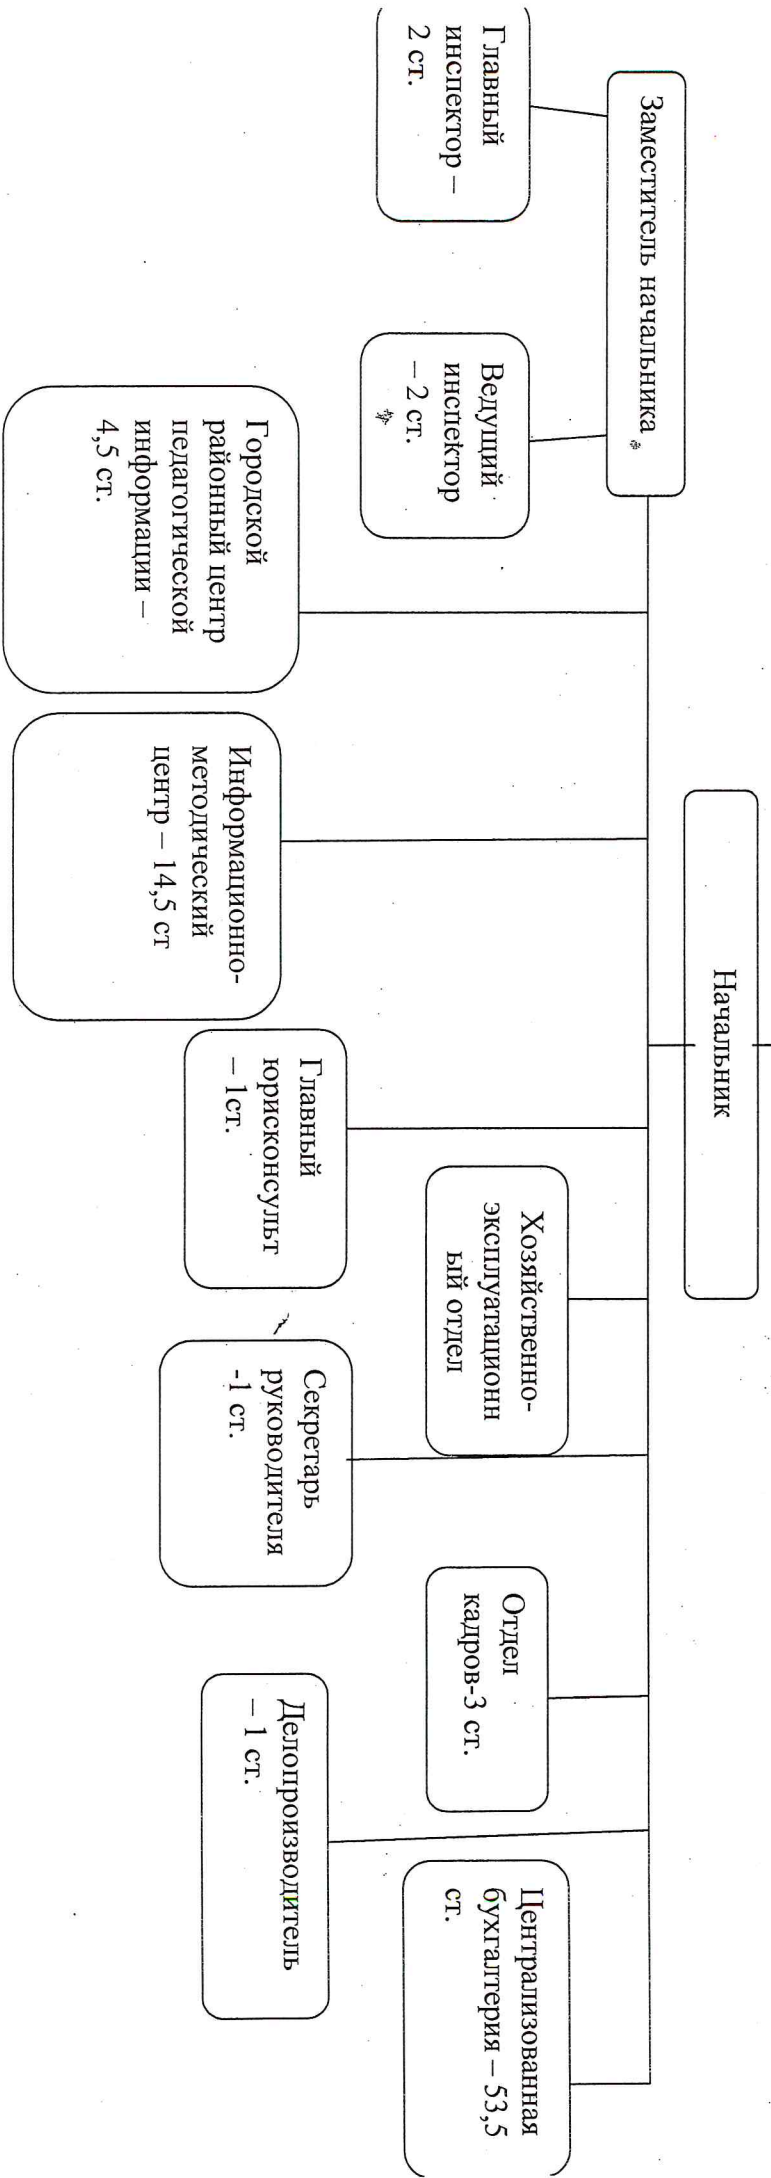 Начальник
Заместитель начальника
Главный
инспектор –
2 ст.
Ведущий
инспектор
– 2 ст.
Городской
районный центр
педагогической
информации –
4,5 ст.
Информационно-
методический
центр – 14,5 ст
Главный
юрисконсульт
– 1ст.
Хозяйственно-
эксплуатационн
ый отдел
Секретарь
руководителя
-1 ст.
Отдел
кадров-3 ст.
Делопроизводитель
– 1 ст.
Централизованная
бухгалтерия – 53,5
ст.